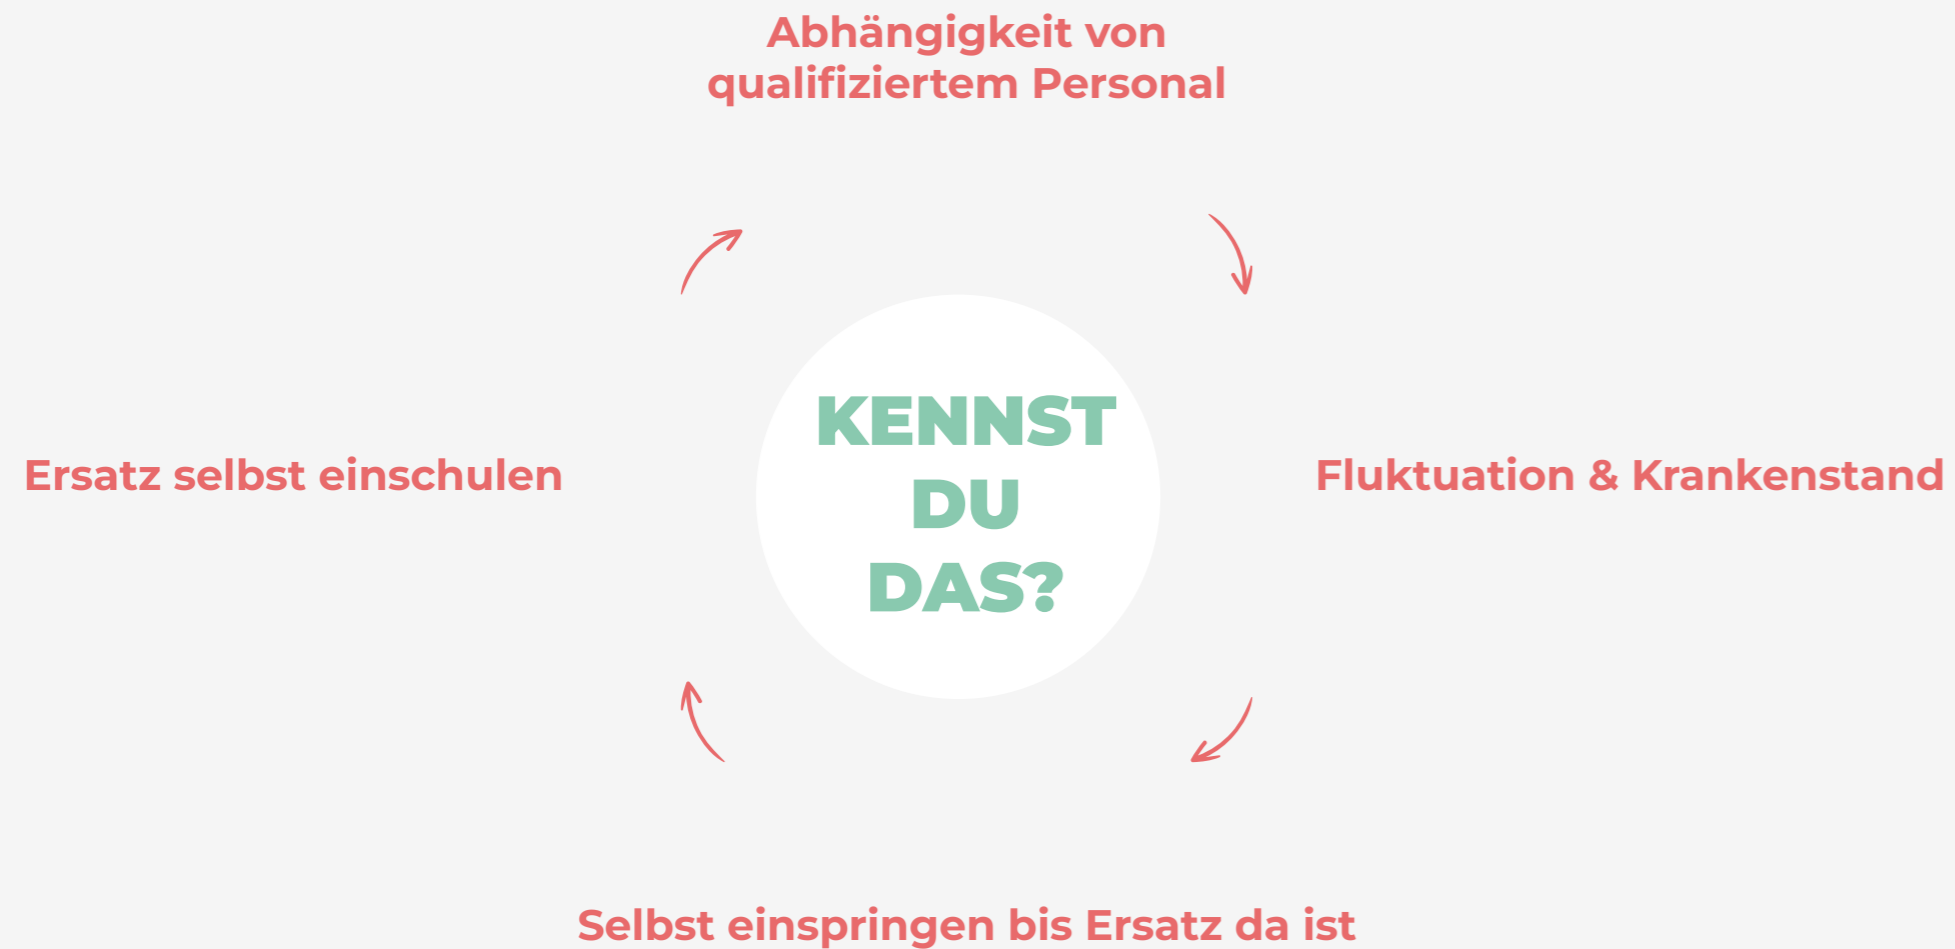 Abhängigkeit von
qualifiziertem Personal
KENNST
DU
DAS?
Ersatz selbst einschulen
Fluktuation & Krankenstand
Selbst einspringen bis Ersatz da ist